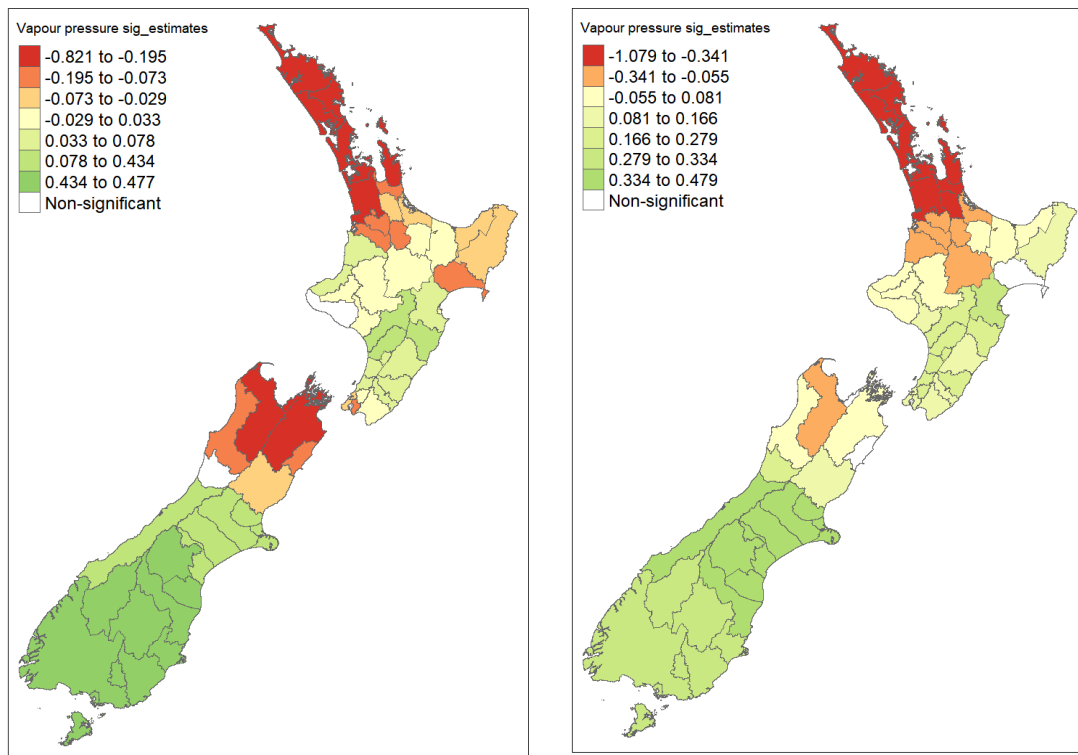 Vapour pressure sig_estimates
-0.821 to -0.195
-0.195 to -0.073
-0.073 to -0.029
-0.029 to 0.033
0.033 to 0.078
0.078 to 0.434
0.434 to 0.477
Non-significant
Vapour pressure sig_estimates
-1.079 to -0.341
-0.341 to -0.055
-0.055 to 0.081
0.081 to 0.166
0.166 to 0.279
0.279 to 0.334
0.334 to 0.479
Non-significant